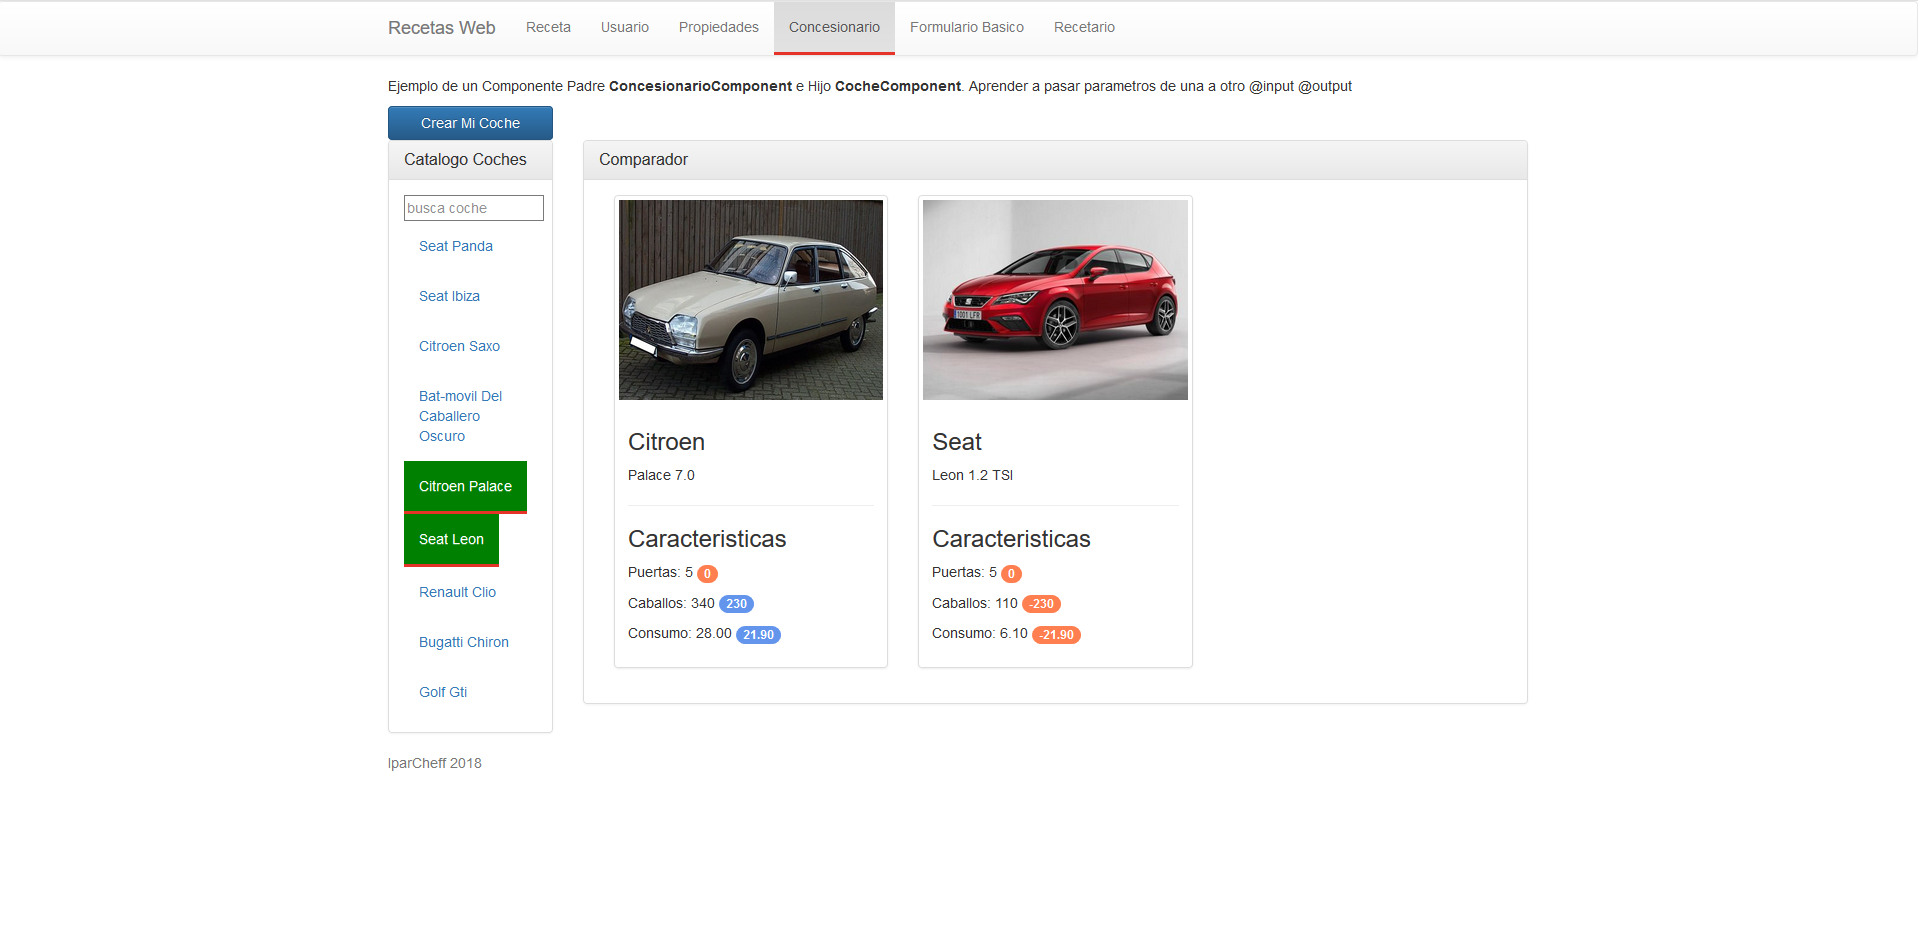 Recetas Web Receta Usuario Propiedades Concesionario Formulario Basico Recetario
Ejemplo de un Componente Padre ConcesionarioComponent e Hijo CocheComponent. Aprender a pasar parametros de una a otro @input @output
Crear Mi Coche
Catalogo Coches
busca coche
Seat Panda
Seat Ibiza
Citroen Saxo
Bat-movil Del
Caballero
Oscuro
Citroen Palace
Seat Leon
Renault Clio
Bugatti Chiron
Golf Gti
Comparador
Citroen
Palace 7.0
Caracteristicas
Puertas: 5 0
Caballos: 340 230
Consumo: 28.00 21.90
1001 LFR
Seat
Leon 1.2 TSI
Caracteristicas
Puertas: 5 0
Caballos: 110 -230
Consumo: 6.10 -21.90
IparCheff 2018